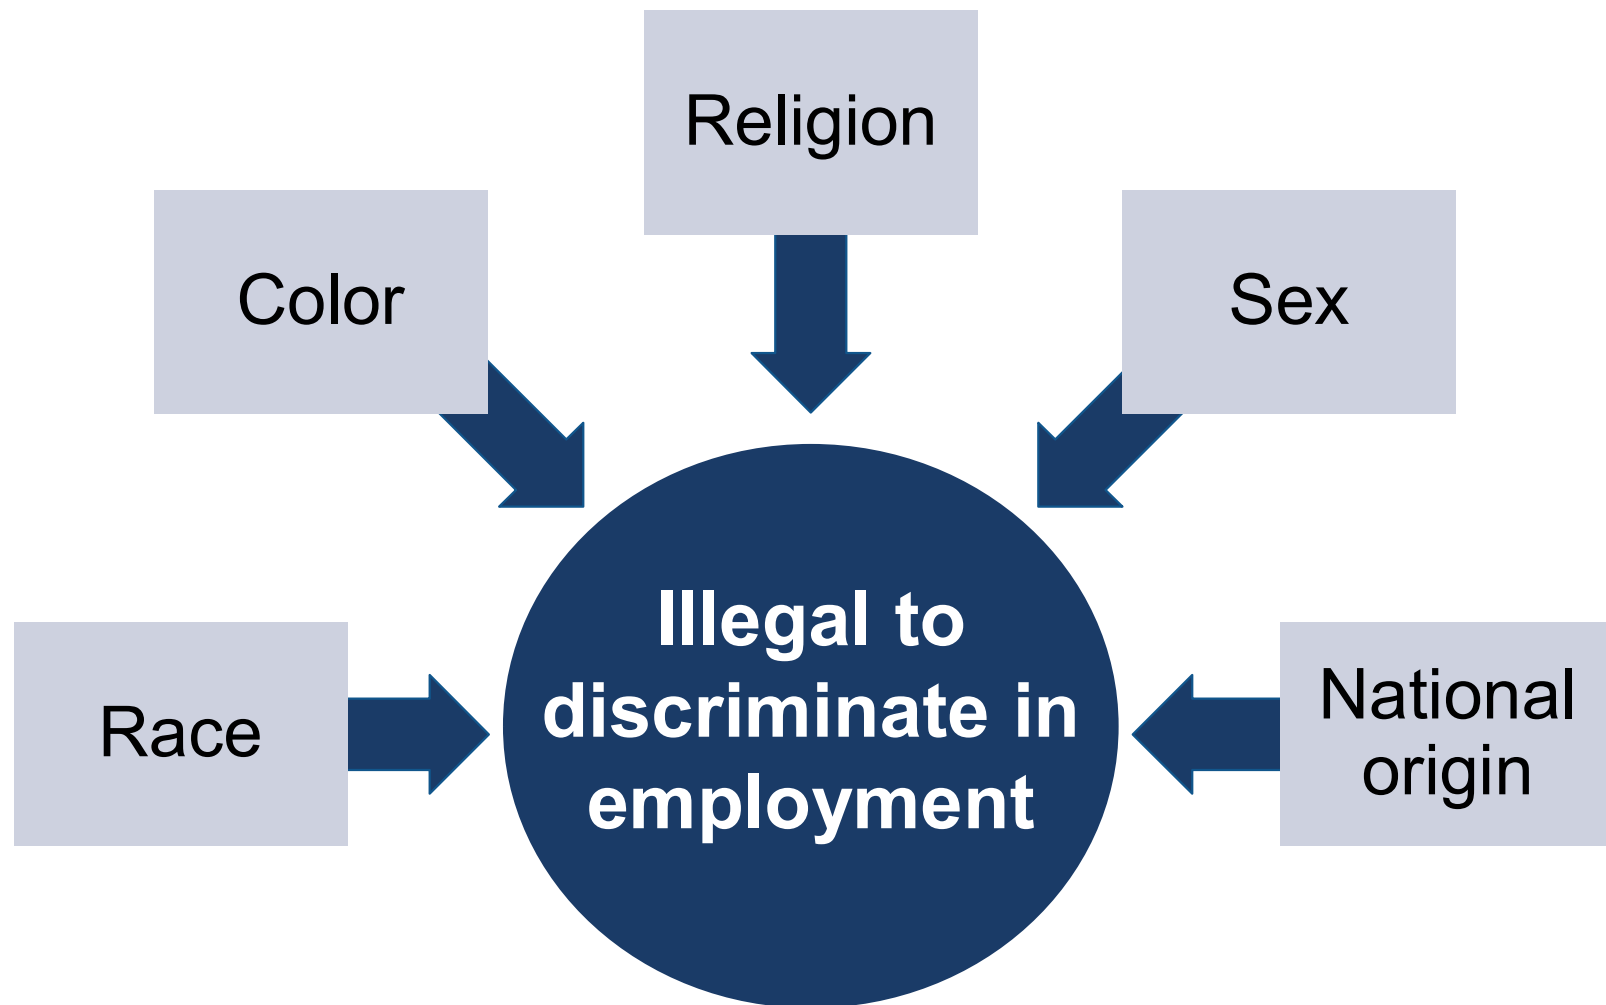 Religion
Color
Sex
Illegal to
discriminate in
employment
Race
National
origin